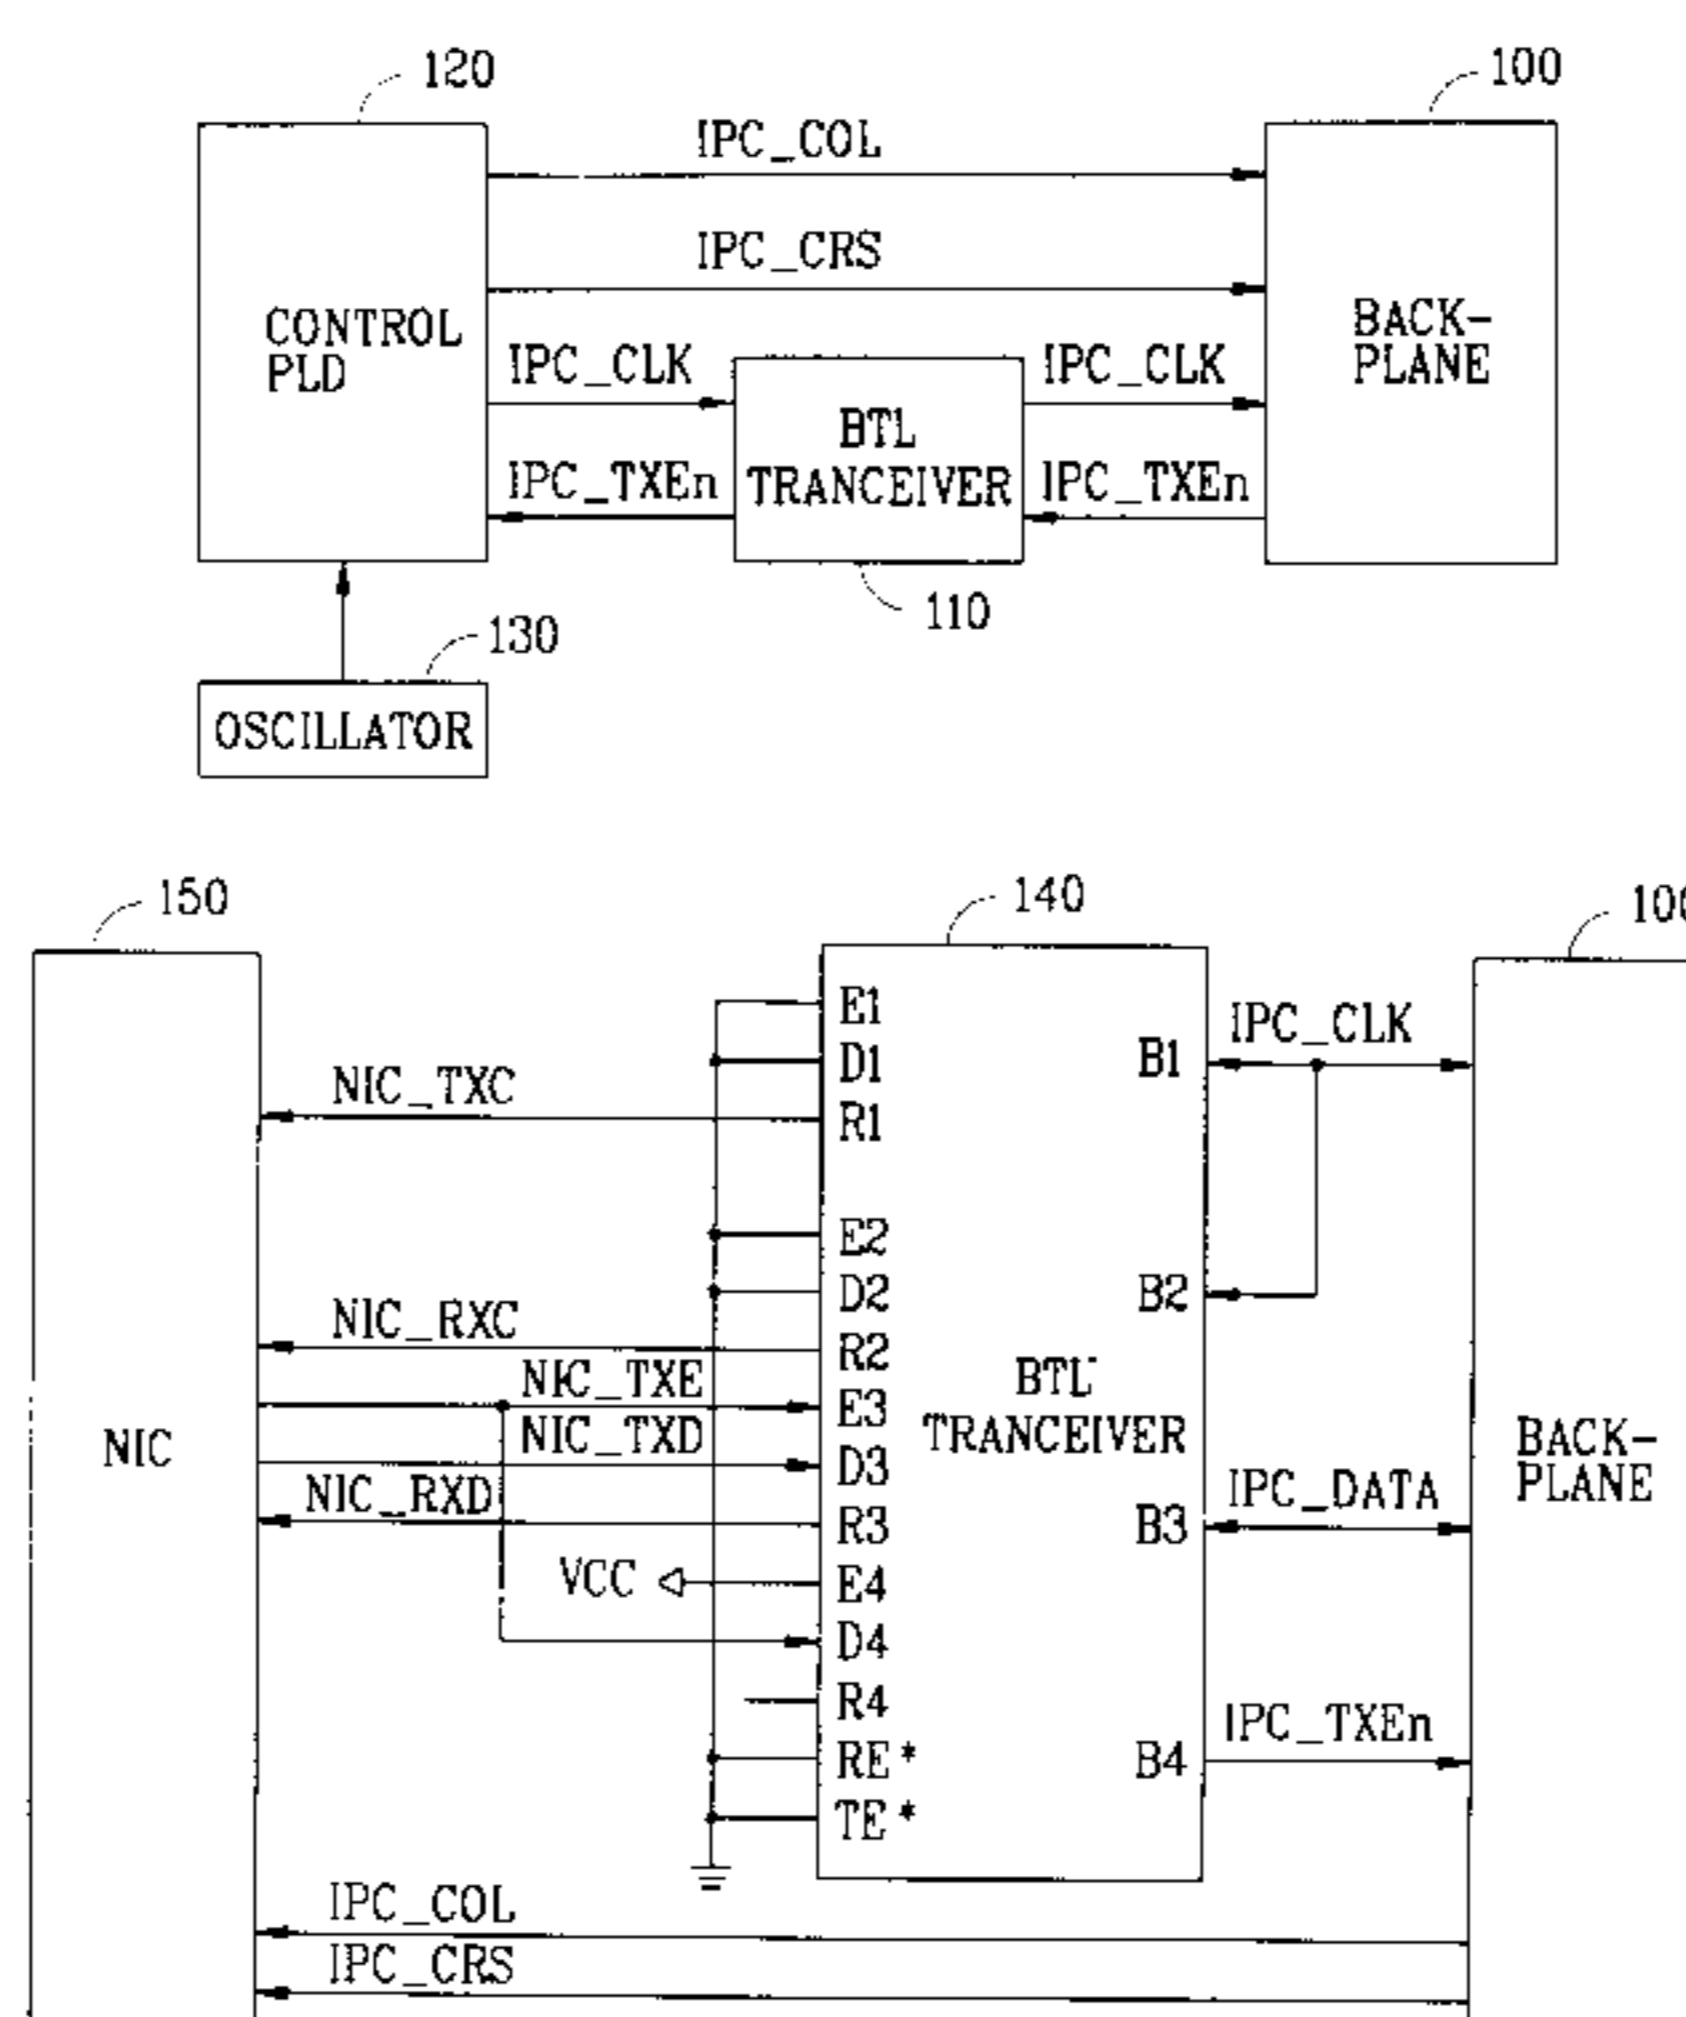 120
100
IPC_COL
IPC_CRS
CONTROL
PLD
BACK-
PLANE
IPC_CLK
IPC_CLK
BTL
TRANCEIVER
IPC_TXEn
IPC_TXEn
110
130
OSCILLATOR
150
140
100
E1
IPC_CLK
D1
B1
NIC_TXC
R1
E2
D2
B2
NIC_RXC
R2
NIC_TXE
E3
BTL
TRANCEIVER
NIC
NIC_TXD
D3
BACK-
PLANE
NIC_RXD
R3
B3
IPC_DATA
VCC
E4
D4
R4
IPC_TXEn
RE*
B4
TE*
IPC_COL
IPC_CRS